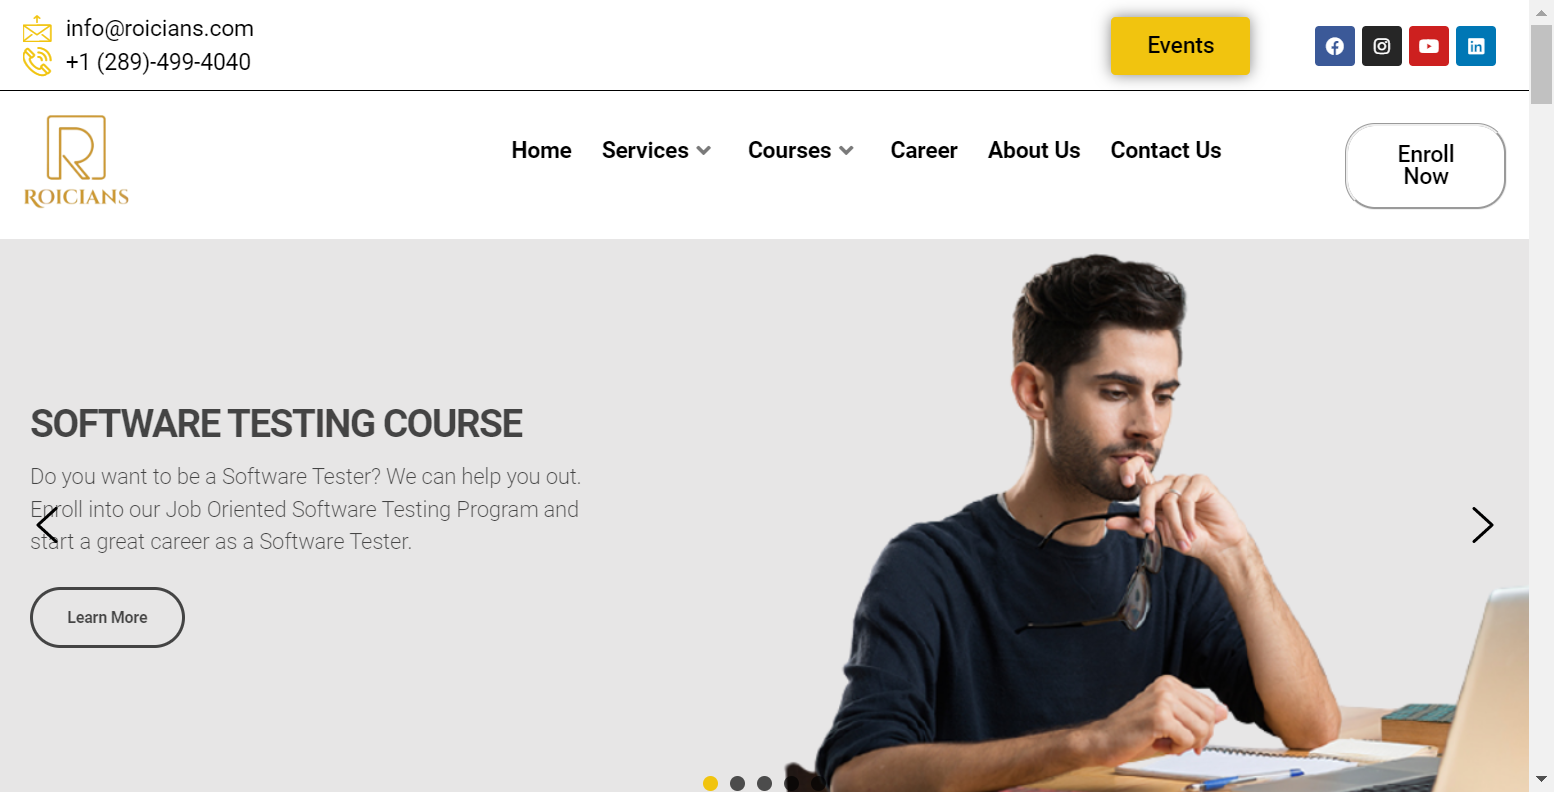 info@roicians.com
+1 (289)-499-4040
Events
ROICIANS
Home Services Courses Career About Us Contact Us
Enroll
Now
SOFTWARE TESTING COURSE
Do you want to be a Software Tester? We can help you out.
Enroll into our Job Oriented Software Testing Program and
start a great career as a Software Tester.
Learn More